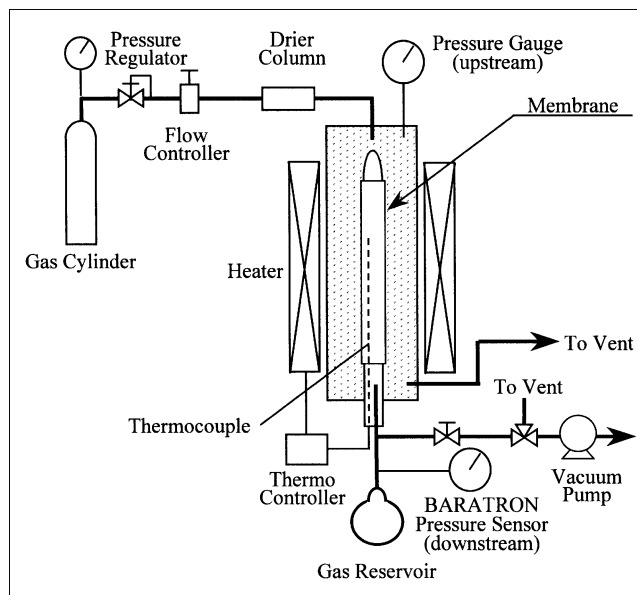 Pressure
Regulator
Drier
Column
Pressure Gauge
(upstream)
Membrane
Flow
Controller
Gas Cylinder
Heater
To Vent
To Vent
Thermocouple
Thermo
Controller
Vacuum
Pump
BARATRON
Pressure Sensor
(downstream)
Gas Reservoir